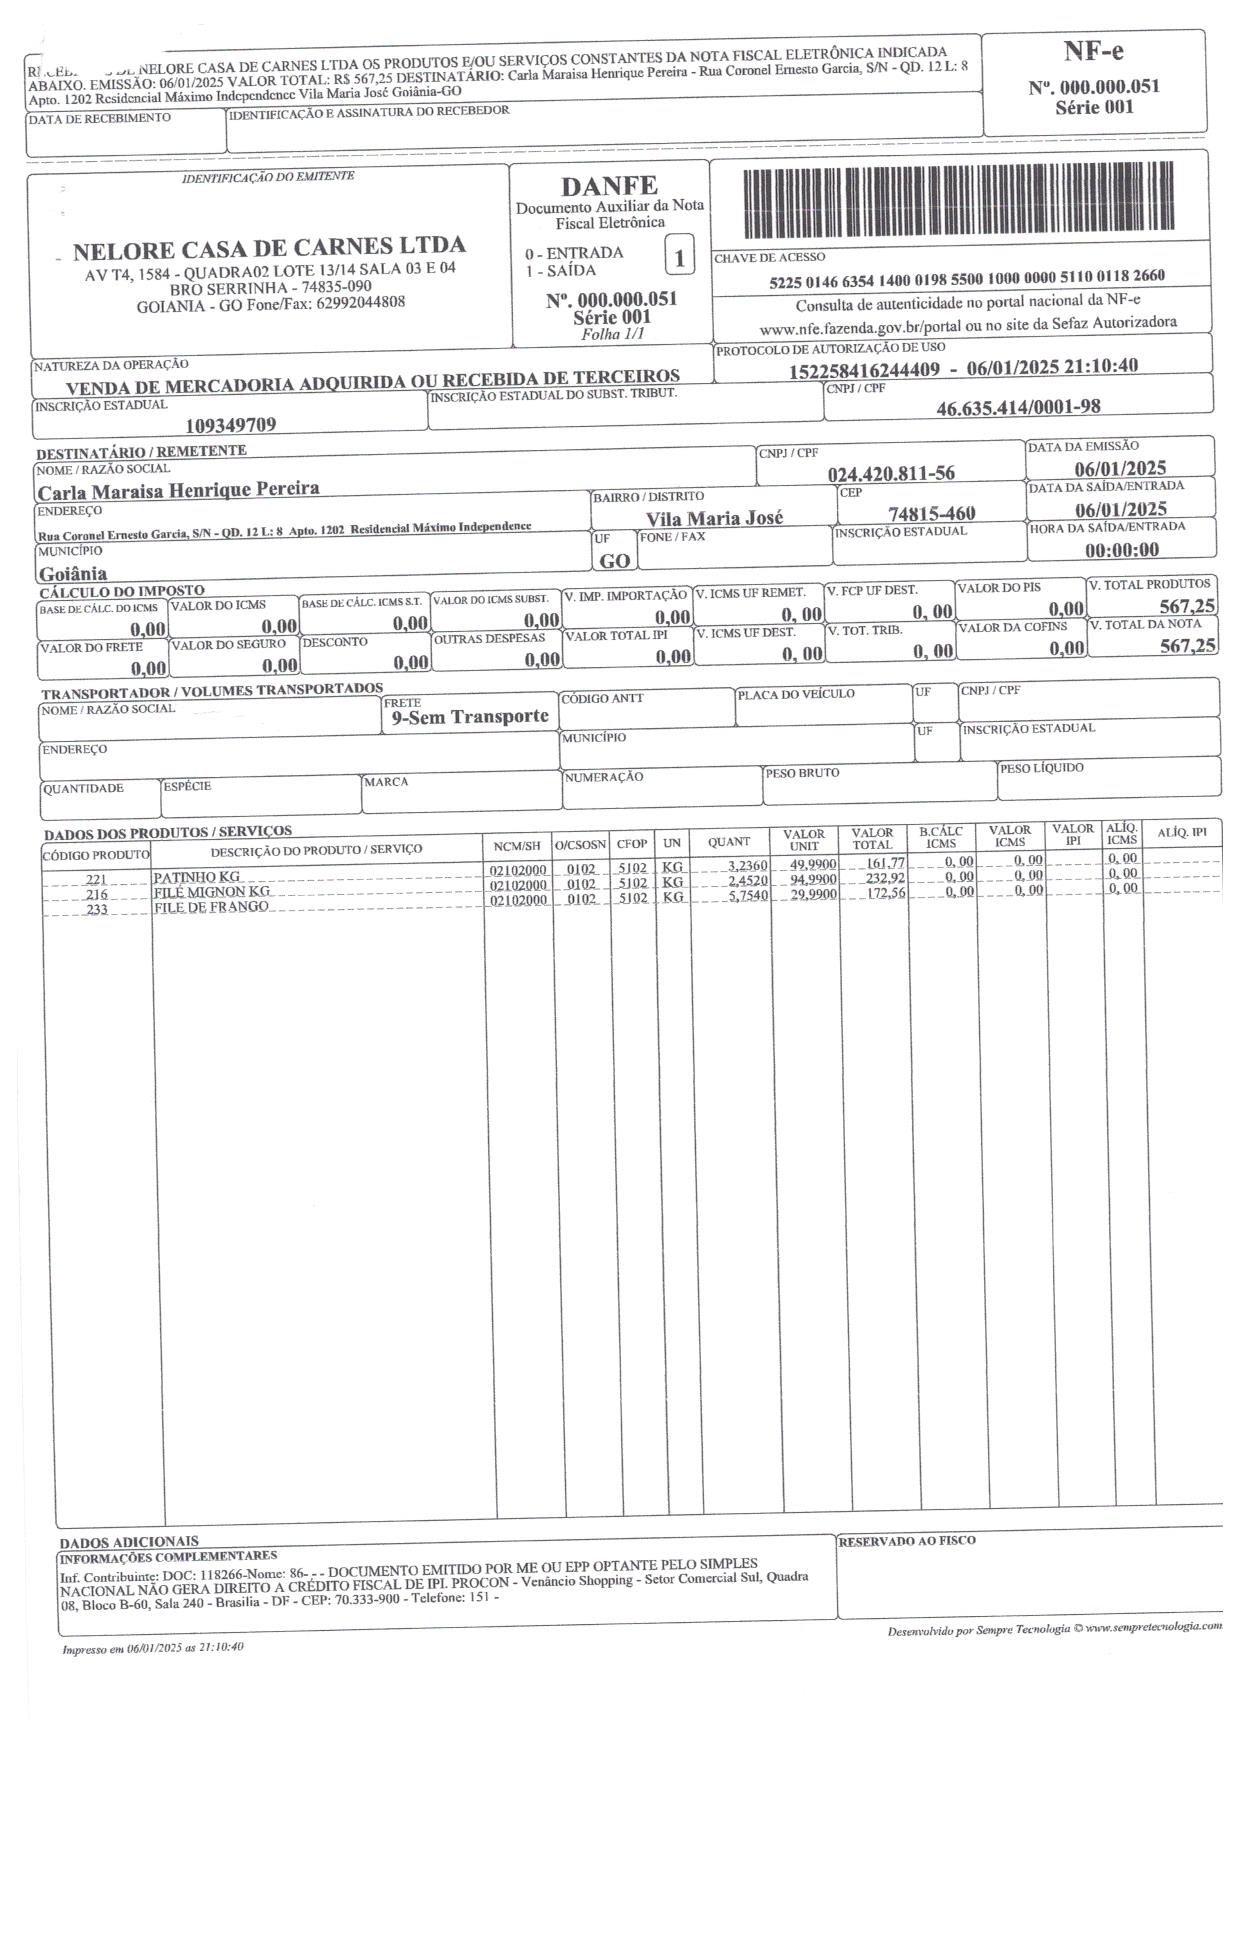 NELORE CASA DE CARNES LTDA OS PRODUTOS E/OU SERVIÇOS CONSTANTES DA NOTA FISCAL ELETRÔNICA INDICADA
ABAIXO. EMISSÃO: 06/01/2025 VALOR TOTAL: R$ 567,25 DESTINATÁRIO: Carla Maraisa Henrique Pereira - Rua Coronel Ernesto Garcia, S/N - QD. 12 L: 8
Apto. 1202 Residencial Máximo Independence Vila Maria José Goiânia-GO
DATA DE RECEBIMENTO
IDENTIFICAÇÃO E ASSINATURA DO RECEBEDOR
NF-e
Nº. 000.000.051
Série 001
IDENTIFICAÇÃO DO EMITENTE
NELORE CASA DE CARNES LTDA
AV T4, 1584 - QUADRA02 LOTE 13/14 SALA 03 E 04
BRO SERRINHA - 74835-090
GOIANIA - GO Fone/Fax: 62992044808
DANFE
Documento Auxiliar da Nota
Fiscal Eletrônica
0 - ENTRADA
1 - SAÍDA
1
Nº. 000.000.051
Série 001
Folha 1/1
CHAVE DE ACESSO
5225 0146 6354 1400 0198 5500 1000 0000 5110 0118 2660
Consulta de autenticidade no portal nacional da NF-e
www.nfe.fazenda.gov.br/portal ou no site da Sefaz Autorizadora
NATUREZA DA OPERAÇÃO
VENDA DE MERCADORIA ADQUIRIDA OU RECEBIDA DE TERCEIROS
PROTOCOLO DE AUTORIZAÇÃO DE USO
152258416244409 - 06/01/2025 21:10:40
INSCRIÇÃO ESTADUAL
109349709
INSCRIÇÃO ESTADUAL DO SUBST. TRIBUT.
CNPJ / CPF
46.635.414/0001-98
DESTINATÁRIO / REMETENTE
NOME / RAZÃO SOCIAL
Carla Maraisa Henrique Pereira
CNPJ / CPF
024.420.811-56
DATA DA EMISSÃO
06/01/2025
ENDEREÇO
Rua Coronel Ernesto Garcia, S/N - QD. 12 L: 8 Apto. 1202 Residencial Máximo Independence
BAIRRO / DISTRITO
Vila Maria José
CEP
74815-460
DATA DA SAÍDA/ENTRADA
06/01/2025
MUNICÍPIO
Goiânia
UF
GO
FONE / FAX
INSCRIÇÃO ESTADUAL
HORA DA SAÍDA/ENTRADA
00:00:00
CÁLCULO DO IMPOSTO
BASE DE CÁLC. DO ICMS VALOR DO ICMS BASE DE CÁLC. ICMS S.T. VALOR DO ICMS SUBST. V. IMP. IMPORTAÇÃO V. ICMS UF REMET. V. FCP UF DEST. VALOR DO PIS V. TOTAL PRODUTOS
0,00 0,00 0,00 0,00 0,00 0, 00 0, 00 0,00 567,25
VALOR DO FRETE VALOR DO SEGURO DESCONTO OUTRAS DESPESAS VALOR TOTAL IPI V. ICMS UF DEST. V. TOT. TRIB. VALOR DA COFINS V. TOTAL DA NOTA
0,00 0,00 0,00 0,00 0,00 0, 00 0, 00 0,00 567,25
TRANSPORTADOR / VOLUMES TRANSPORTADOS
NOME / RAZÃO SOCIAL
FRETE
9-Sem Transporte
CÓDIGO ANTT
PLACA DO VEÍCULO
UF
CNPJ / CPF
ENDEREÇO
MUNICÍPIO
UF
INSCRIÇÃO ESTADUAL
QUANTIDADE
ESPÉCIE
MARCA
NUMERAÇÃO
PESO BRUTO
PESO LÍQUIDO
DADOS DOS PRODUTOS / SERVIÇOS
CÓDIGO PRODUTO DESCRIÇÃO DO PRODUTO / SERVIÇO NCM/SH O/CSOSN CFOP UN QUANT VALOR UNIT VALOR TOTAL B.CÁLC ICMS VALOR ICMS VALOR IPI ALÍQ. ICMS ALÍQ. IPI
221 PATINHO KG 02102000 0102 5102 KG 3,2360 49,9900 161,77 0, 00 0, 00 0, 00
216 FILÉ MIGNON KG 02102000 0102 5102 KG 2,4520 94,9900 232,92 0, 00 0, 00 0, 00
233 FILE DE FRANGO 02102000 0102 5102 KG 5,7540 29,9900 172,56 0, 00 0, 00 0, 00
DADOS ADICIONAIS
INFORMAÇÕES COMPLEMENTARES
Inf. Contribuinte: DOC: 118266-Nome: 86- - - DOCUMENTO EMITIDO POR ME OU EPP OPTANTE PELO SIMPLES
NACIONAL NÃO GERA DIREITO A CRÉDITO FISCAL DE IPI. PROCON - Venâncio Shopping - Setor Comercial Sul, Quadra
08, Bloco B-60, Sala 240 - Brasilia - DF - CEP: 70.333-900 - Telefone: 151 -
RESERVADO AO FISCO
Impresso em 06/01/2025 as 21:10:40
Desenvolvido por Sempre Tecnologia © www.sempretecnologia.com